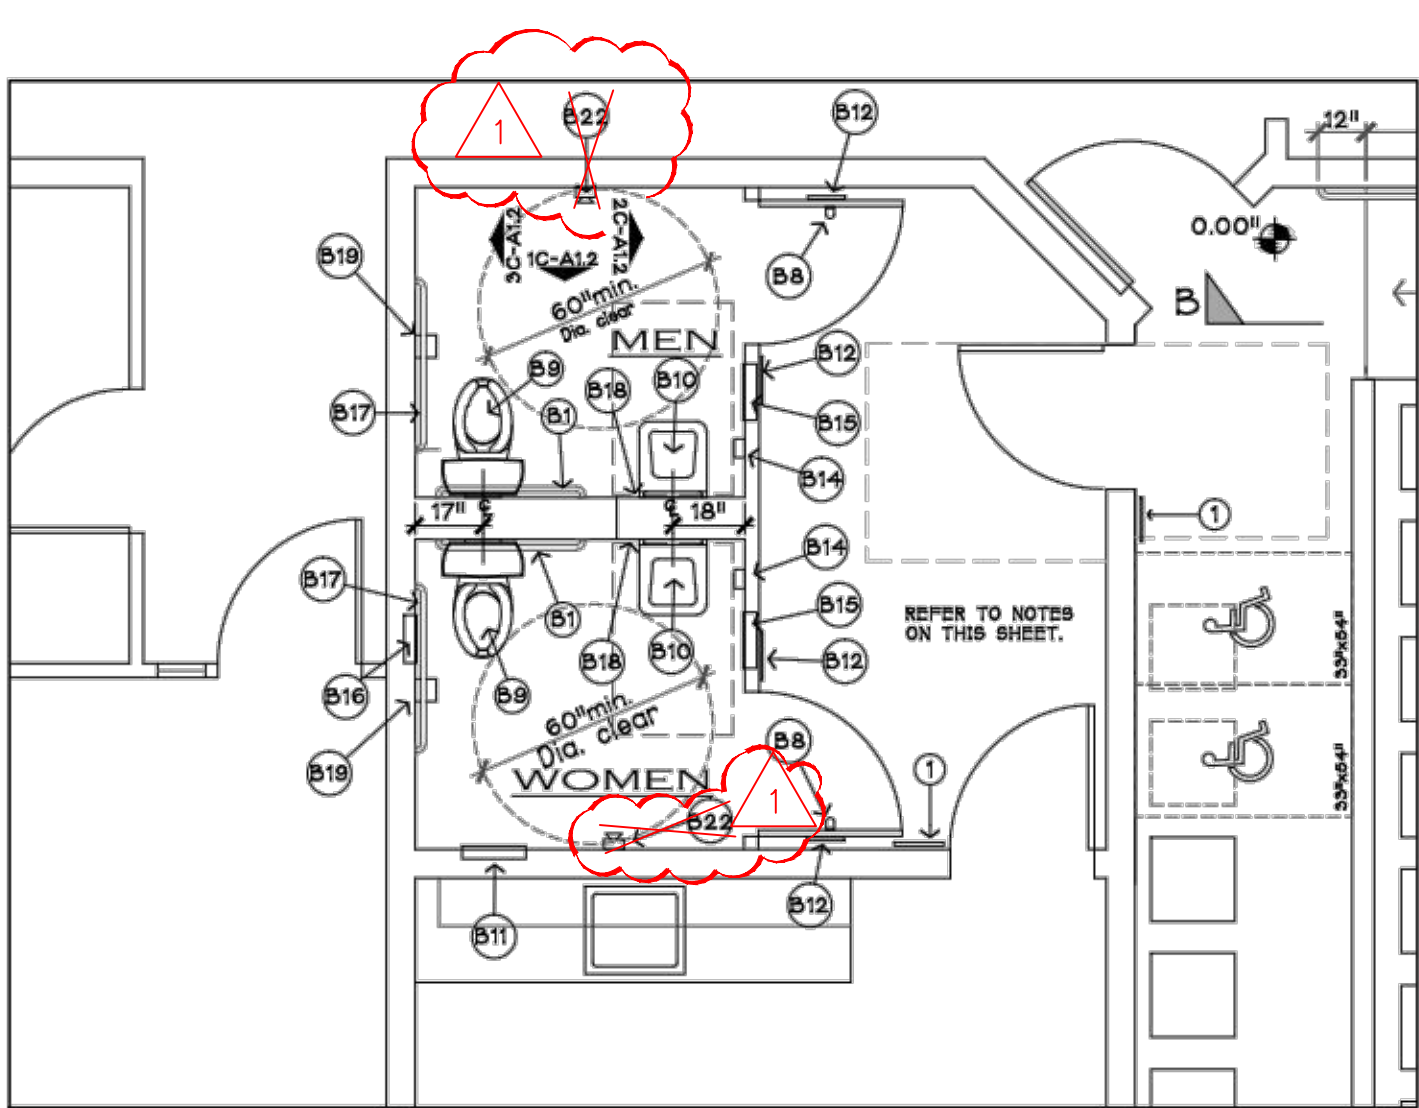 1
B22
B12
12"
0.00"
B19
3C-A1.2
2C-A1.2
1C-A1.2
B8
60"min.
Dia. clear
B
MEN
B12
B9
B10
B18
B17
B1
B15
B14
17"
℄
℄
18"
1
B14
B17
B1
B15
REFER TO NOTES
ON THIS SHEET.
33"x54"
B18
B10
B12
B16
B9
60"min.
Dia. clear
B19
B8
1
WOMEN
1
B22
33"x54"
B12
B11